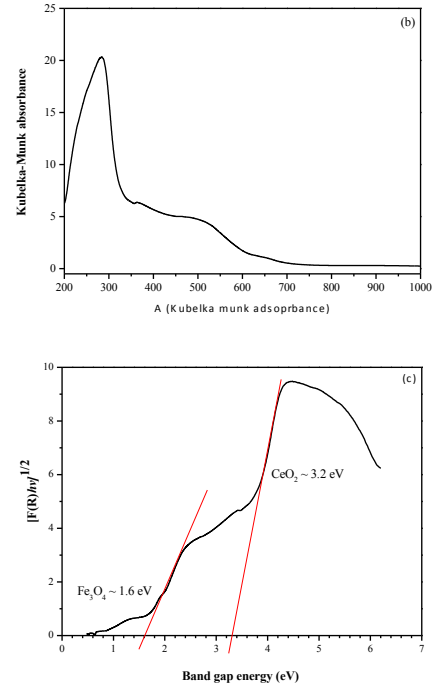 (b)
Kubelka-Munk absorbance
25
20
15
10
5
0
200 300 400 500 600 700 800 900 1000
A (Kubelka munk adsoprbance)
(c)
[F(R)hν]^1/2
10
8
6
4
2
0
CeO₂ ~ 3.2 eV
Fe₃O₄ ~ 1.6 eV
0 1 2 3 4 5 6 7
Band gap energy (eV)